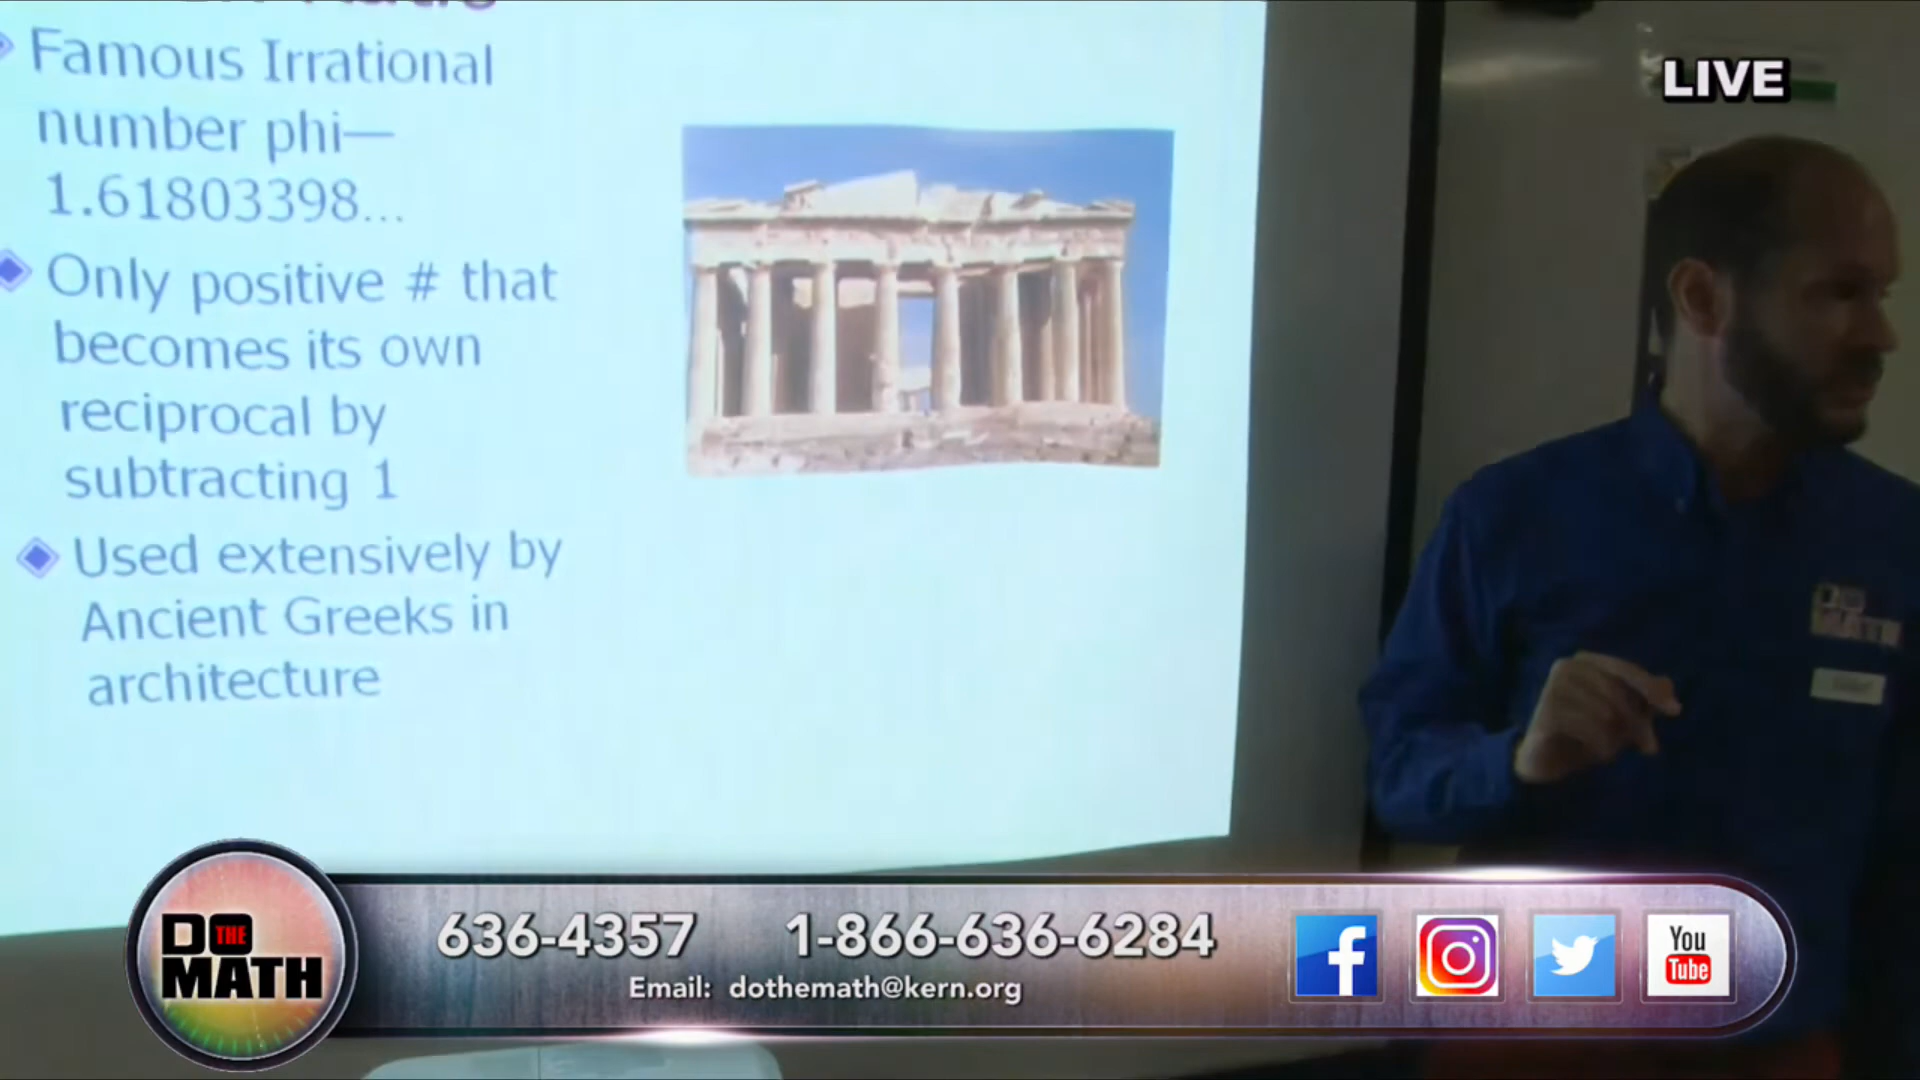 Famous Irrational
number phi—
1.61803398...
Only positive # that
becomes its own
reciprocal by
subtracting 1
Used extensively by
Ancient Greeks in
architecture
LIVE
DO
MATH
DO THE
MATH
636-4357 1-866-636-6284
Email: dothemath@kern.org
You
Tube